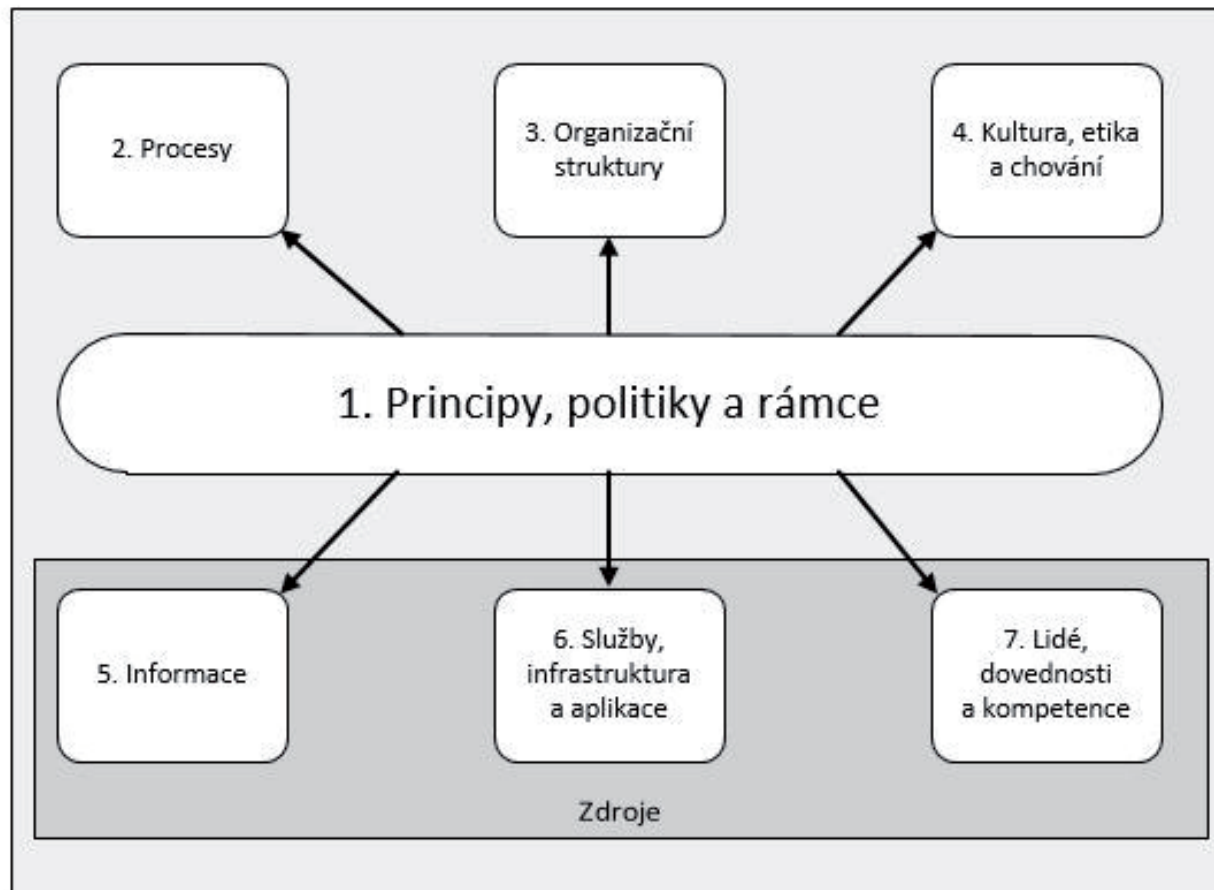 2. Procesy
3. Organizační
struktury
4. Kultura, etika
a chování
1. Principy, politiky a rámce
5. Informace
6. Služby,
infrastruktura
a aplikace
7. Lidé,
dovednosti
a kompetence
Zdroje